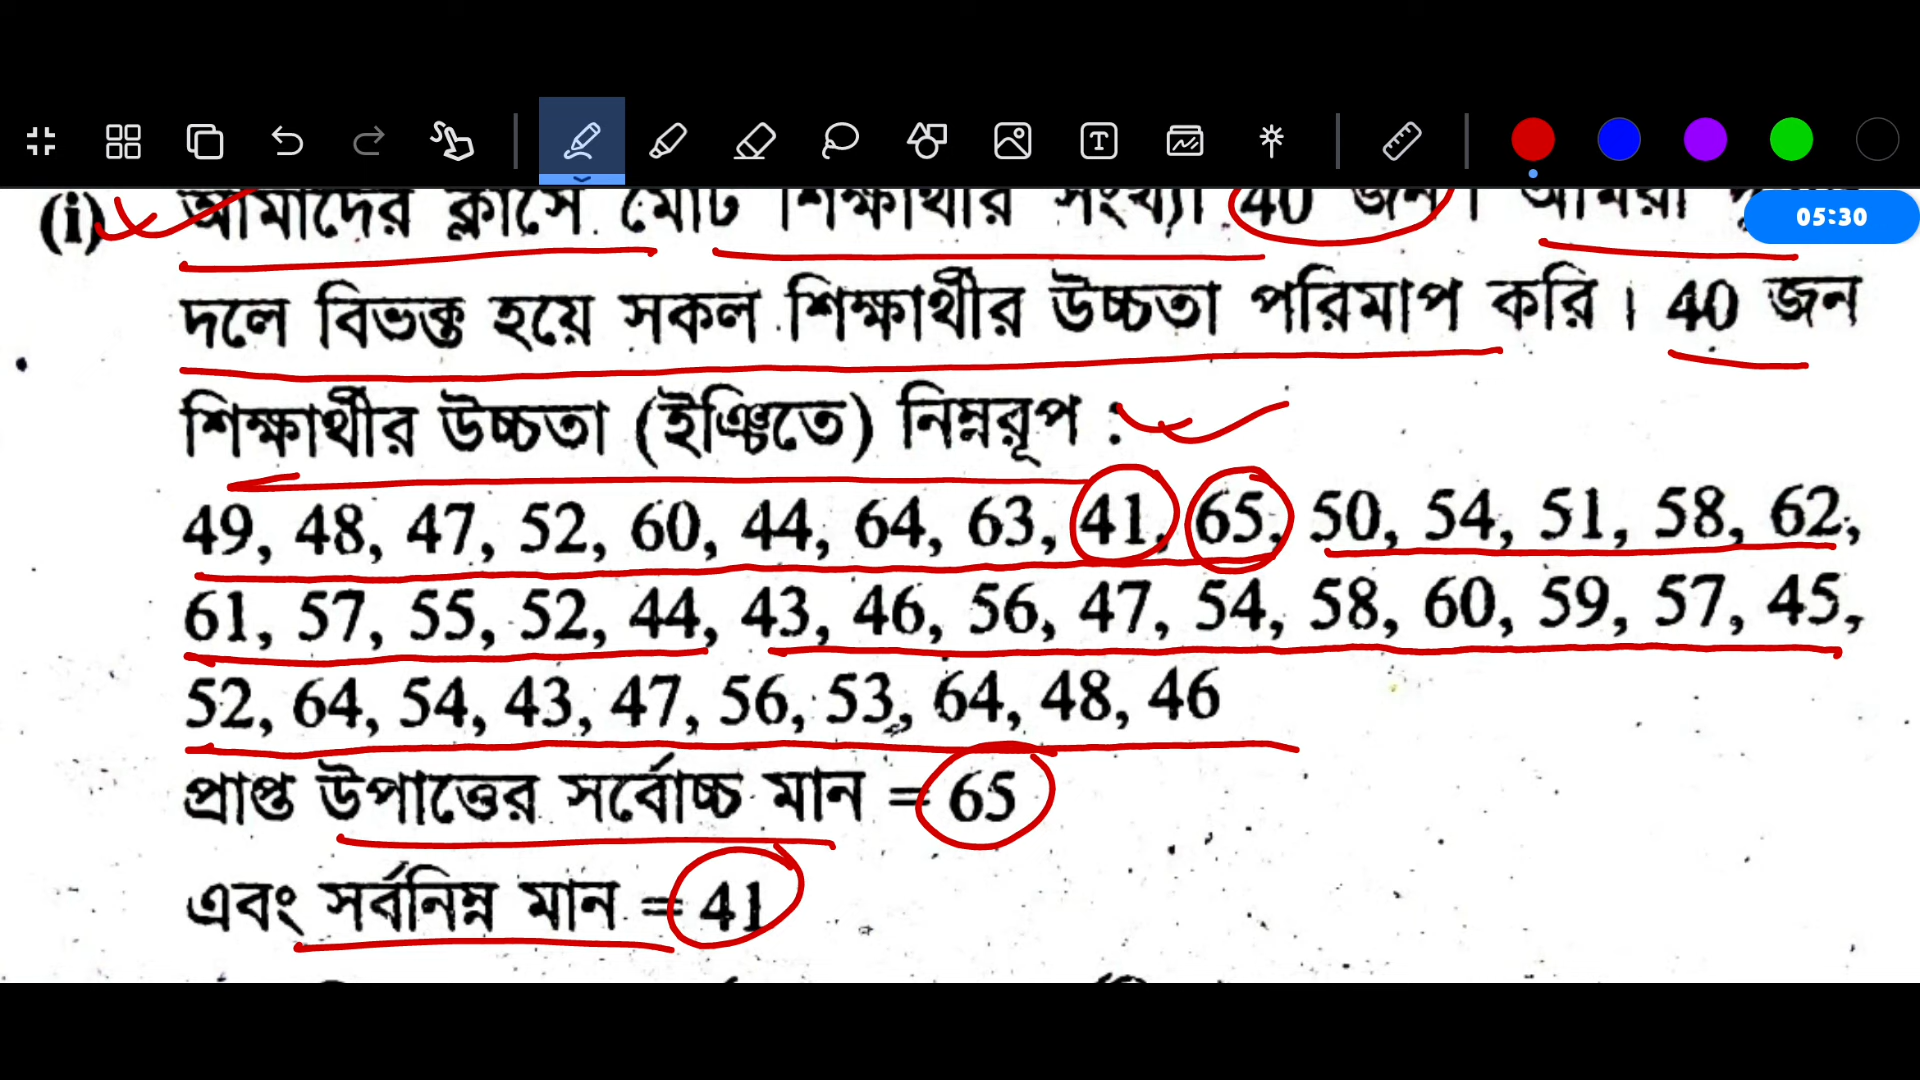 (i) আমাদের ক্লাসে মোট শিক্ষার্থীর সংখ্যা 40 জন। আমরা
05:30
দলে বিভক্ত হয়ে সকল শিক্ষার্থীর উচ্চতা পরিমাপ করি। 40 জন
শিক্ষার্থীর উচ্চতা (ইঞ্চিতে) নিম্নরূপ :
49, 48, 47, 52, 60, 44, 64, 63, 41, 65, 50, 54, 51, 58, 62,
61, 57, 55, 52, 44, 43, 46, 56, 47, 54, 58, 60, 59, 57, 45,
52, 64, 54, 43, 47, 56, 53, 64, 48, 46
প্রাপ্ত উপাত্তের সর্বোচ্চ মান = 65
এবং সর্বনিম্ন মান = 41